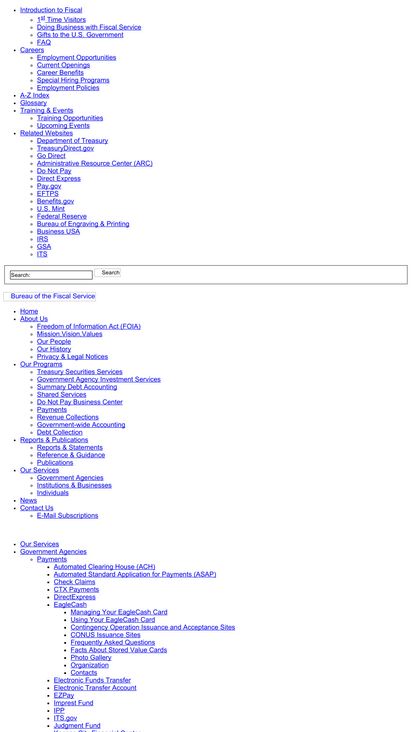 Introduction to Fiscal
1st Time Visitors
Doing Business with Fiscal Service
Gifts to the U.S. Government
FAQ
Careers
Employment Opportunities
Current Openings
Career Benefits
Special Hiring Programs
Employment Policies
A-Z Index
Glossary
Training & Events
Training Opportunities
Upcoming Events
Related Websites
Department of Treasury
TreasuryDirect.gov
Go Direct
Administrative Resource Center (ARC)
Do Not Pay
Direct Express
Pay.gov
EFTPS
Benefits.gov
U.S. Mint
Federal Reserve
Bureau of Engraving & Printing
Business USA
IRS
GSA
ITS
Search: Search
Bureau of the Fiscal Service
Home
About Us
Freedom of Information Act (FOIA)
Mission,Vision,Values
Our People
Our History
Privacy & Legal Notices
Our Programs
Treasury Securities Services
Government Agency Investment Services
Summary Debt Accounting
Shared Services
Do Not Pay Business Center
Payments
Revenue Collections
Government-wide Accounting
Debt Collection
Reports & Publications
Reports & Statements
Reference & Guidance
Publications
Our Services
Government Agencies
Institutions & Businesses
Individuals
News
Contact Us
E-Mail Subscriptions
Our Services
Government Agencies
Payments
Automated Clearing House (ACH)
Automated Standard Application for Payments (ASAP)
Check Claims
CTX Payments
DirectExpress
EagleCash
Managing Your EagleCash Card
Using Your EagleCash Card
Contingency Operation Issuance and Acceptance Sites
CONUS Issuance Sites
Frequently Asked Questions
Facts About Stored Value Cards
Photo Gallery
Organization
Contacts
Electronic Funds Transfer
Electronic Transfer Account
EZPay
Imprest Fund
IPP
ITS.gov
Judgment Fund